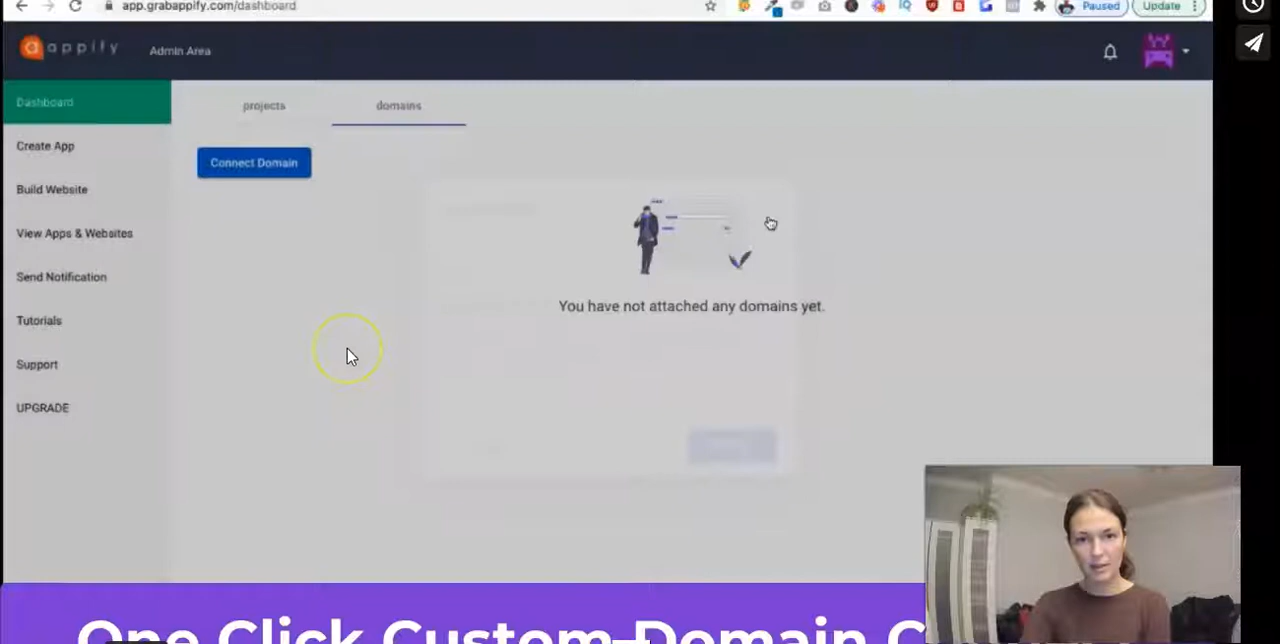 app.grabappify.com/dashboard
Paused
Update
appify
Admin Area
Dashboard
projects
domains
Create App
Connect Domain
Build Website
View Apps & Websites
Send Notification
You have not attached any domains yet.
Tutorials
Support
UPGRADE
One Click Custom Domain